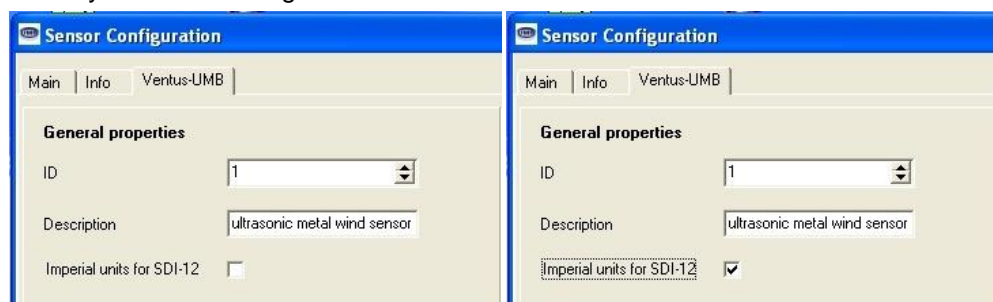 Sensor Configuration
Main Info Ventus-UMB
General properties
ID 1
Description ultrasonic metal wind sensor
Imperial units for SDI-12
Sensor Configuration
Main Info Ventus-UMB
General properties
ID 1
Description ultrasonic metal wind sensor
Imperial units for SDI-12